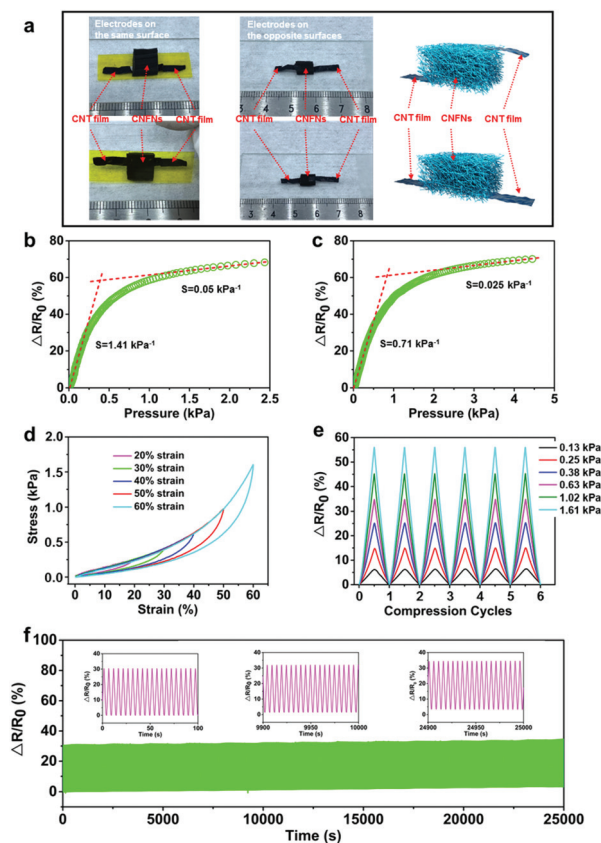 a
Electrodes on
the same surface
Electrodes on
the opposite surfaces
3 4 5 6 7 8
CNT film CNFNs CNT film CNT film CNFNs CNT film CNT film CNFNs CNT film
3 4 5 6 7 8
b
△R/R0 (%)
80
60
40
20
0
S=0.05 kPa-1
S=1.41 kPa-1
0.0 0.5 1.0 1.5 2.0 2.5
Pressure (kPa)
c
△R/R0 (%)
80
60
40
20
0
S=0.025 kPa-1
S=0.71 kPa-1
0 1 2 3 4 5
Pressure (kPa)
d
Stress (kPa)
2.0
1.5
1.0
0.5
0.0
20% strain
30% strain
40% strain
50% strain
60% strain
0 10 20 30 40 50 60
Strain (%)
e
△R/R0 (%)
60
50
40
30
20
10
0
0.13 kPa
0.25 kPa
0.38 kPa
0.63 kPa
1.02 kPa
1.61 kPa
0 1 2 3 4 5 6
Compression Cycles
f
△R/R0 (%)
100
80
60
40
20
0
△R/R0 (%)
40
30
20
10
0
0 50 100
Time (s)
△R/R0 (%)
40
30
20
10
0
9900 9950 10000
Time (s)
40
30
20
10
0
24900 24950 25000
Time (s)
0 5000 10000 15000 20000 25000
Time (s)